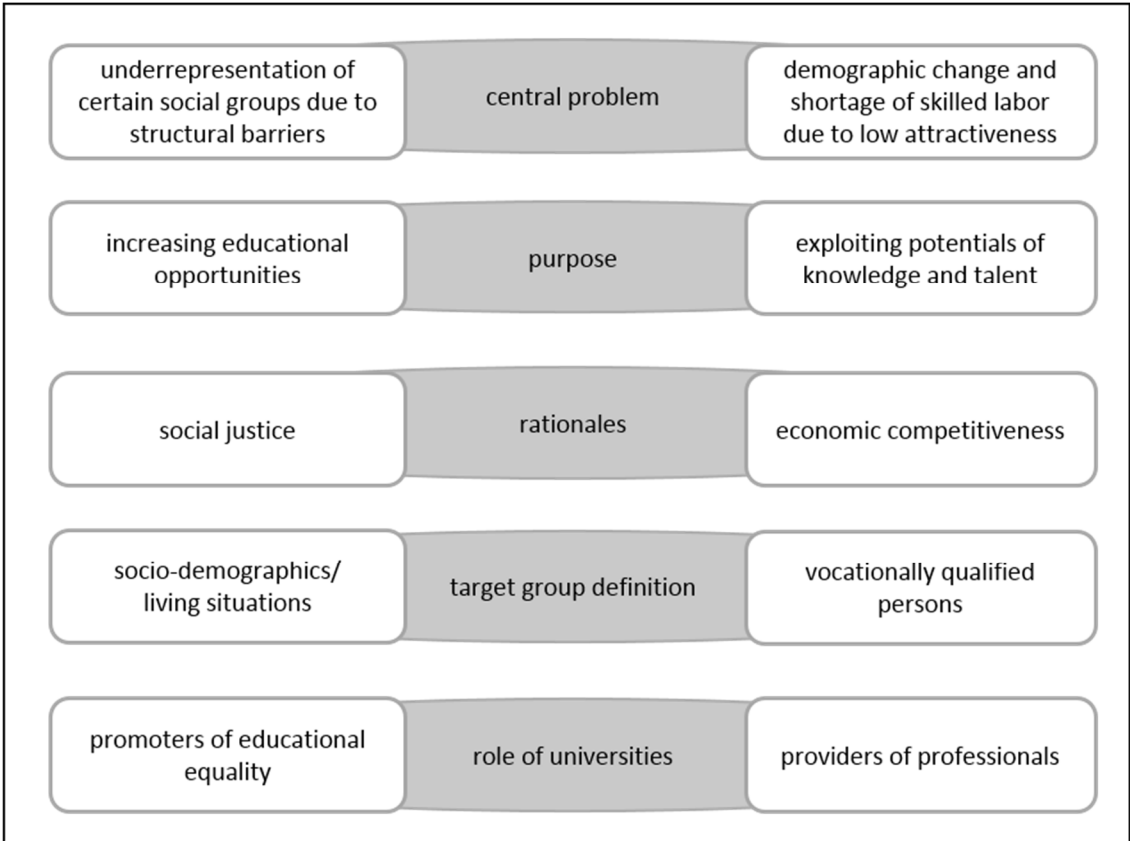 underrepresentation of
certain social groups due to
structural barriers
central problem
demographic change and
shortage of skilled labor
due to low attractiveness
increasing educational
opportunities
purpose
exploiting potentials of
knowledge and talent
social justice
rationales
economic competitiveness
socio-demographics/
living situations
target group definition
vocationally qualified
persons
promoters of educational
equality
role of universities
providers of professionals